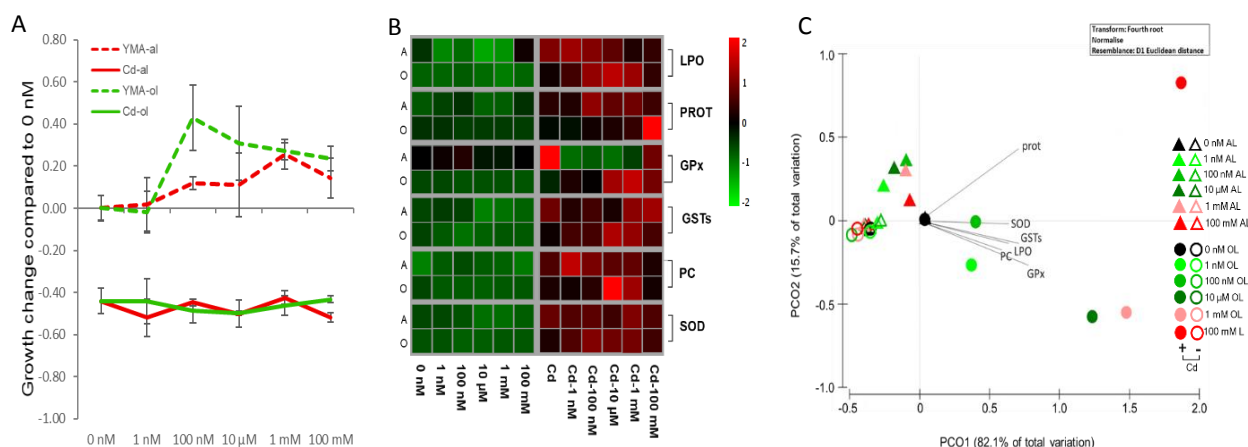 A
Growth change compared to 0 nM
0.80
0.60
0.40
0.20
0.00
-0.20
-0.40
-0.60
-0.80
-1.00
YMA-al
Cd-al
YMA-ol
Cd-ol
0 nM 1 nM 100 nM 10 µM 1 mM 100 mM
B
A
O
LPO
A
O
PROT
A
O
GPx
A
O
GSTs
A
O
PC
A
O
SOD
0 nM
1 nM
100 nM
10 µM
1 mM
100 mM
Cd
Cd-1 nM
Cd-100 nM
Cd-10 µM
Cd-1 mM
Cd-100 mM
2
1
0
-1
-2
C
Transform: Fourth root
Normalise
Resemblance: D1 Euclidean distance
PCO2 (15.7% of total variation)
1.0
0.5
0
-0.5
-1.0
prot
SOD
GSTs
LPO
PC
GPx
0 nM AL
1 nM AL
100 nM AL
10 µM AL
1 mM AL
100 mM AL
0 nM OL
1 nM OL
100 nM OL
10 µM OL
1 mM OL
100 mM L
+ -
Cd
-0.5 0 0.5 1.0 1.5 2.0
PCO1 (82.1% of total variation)